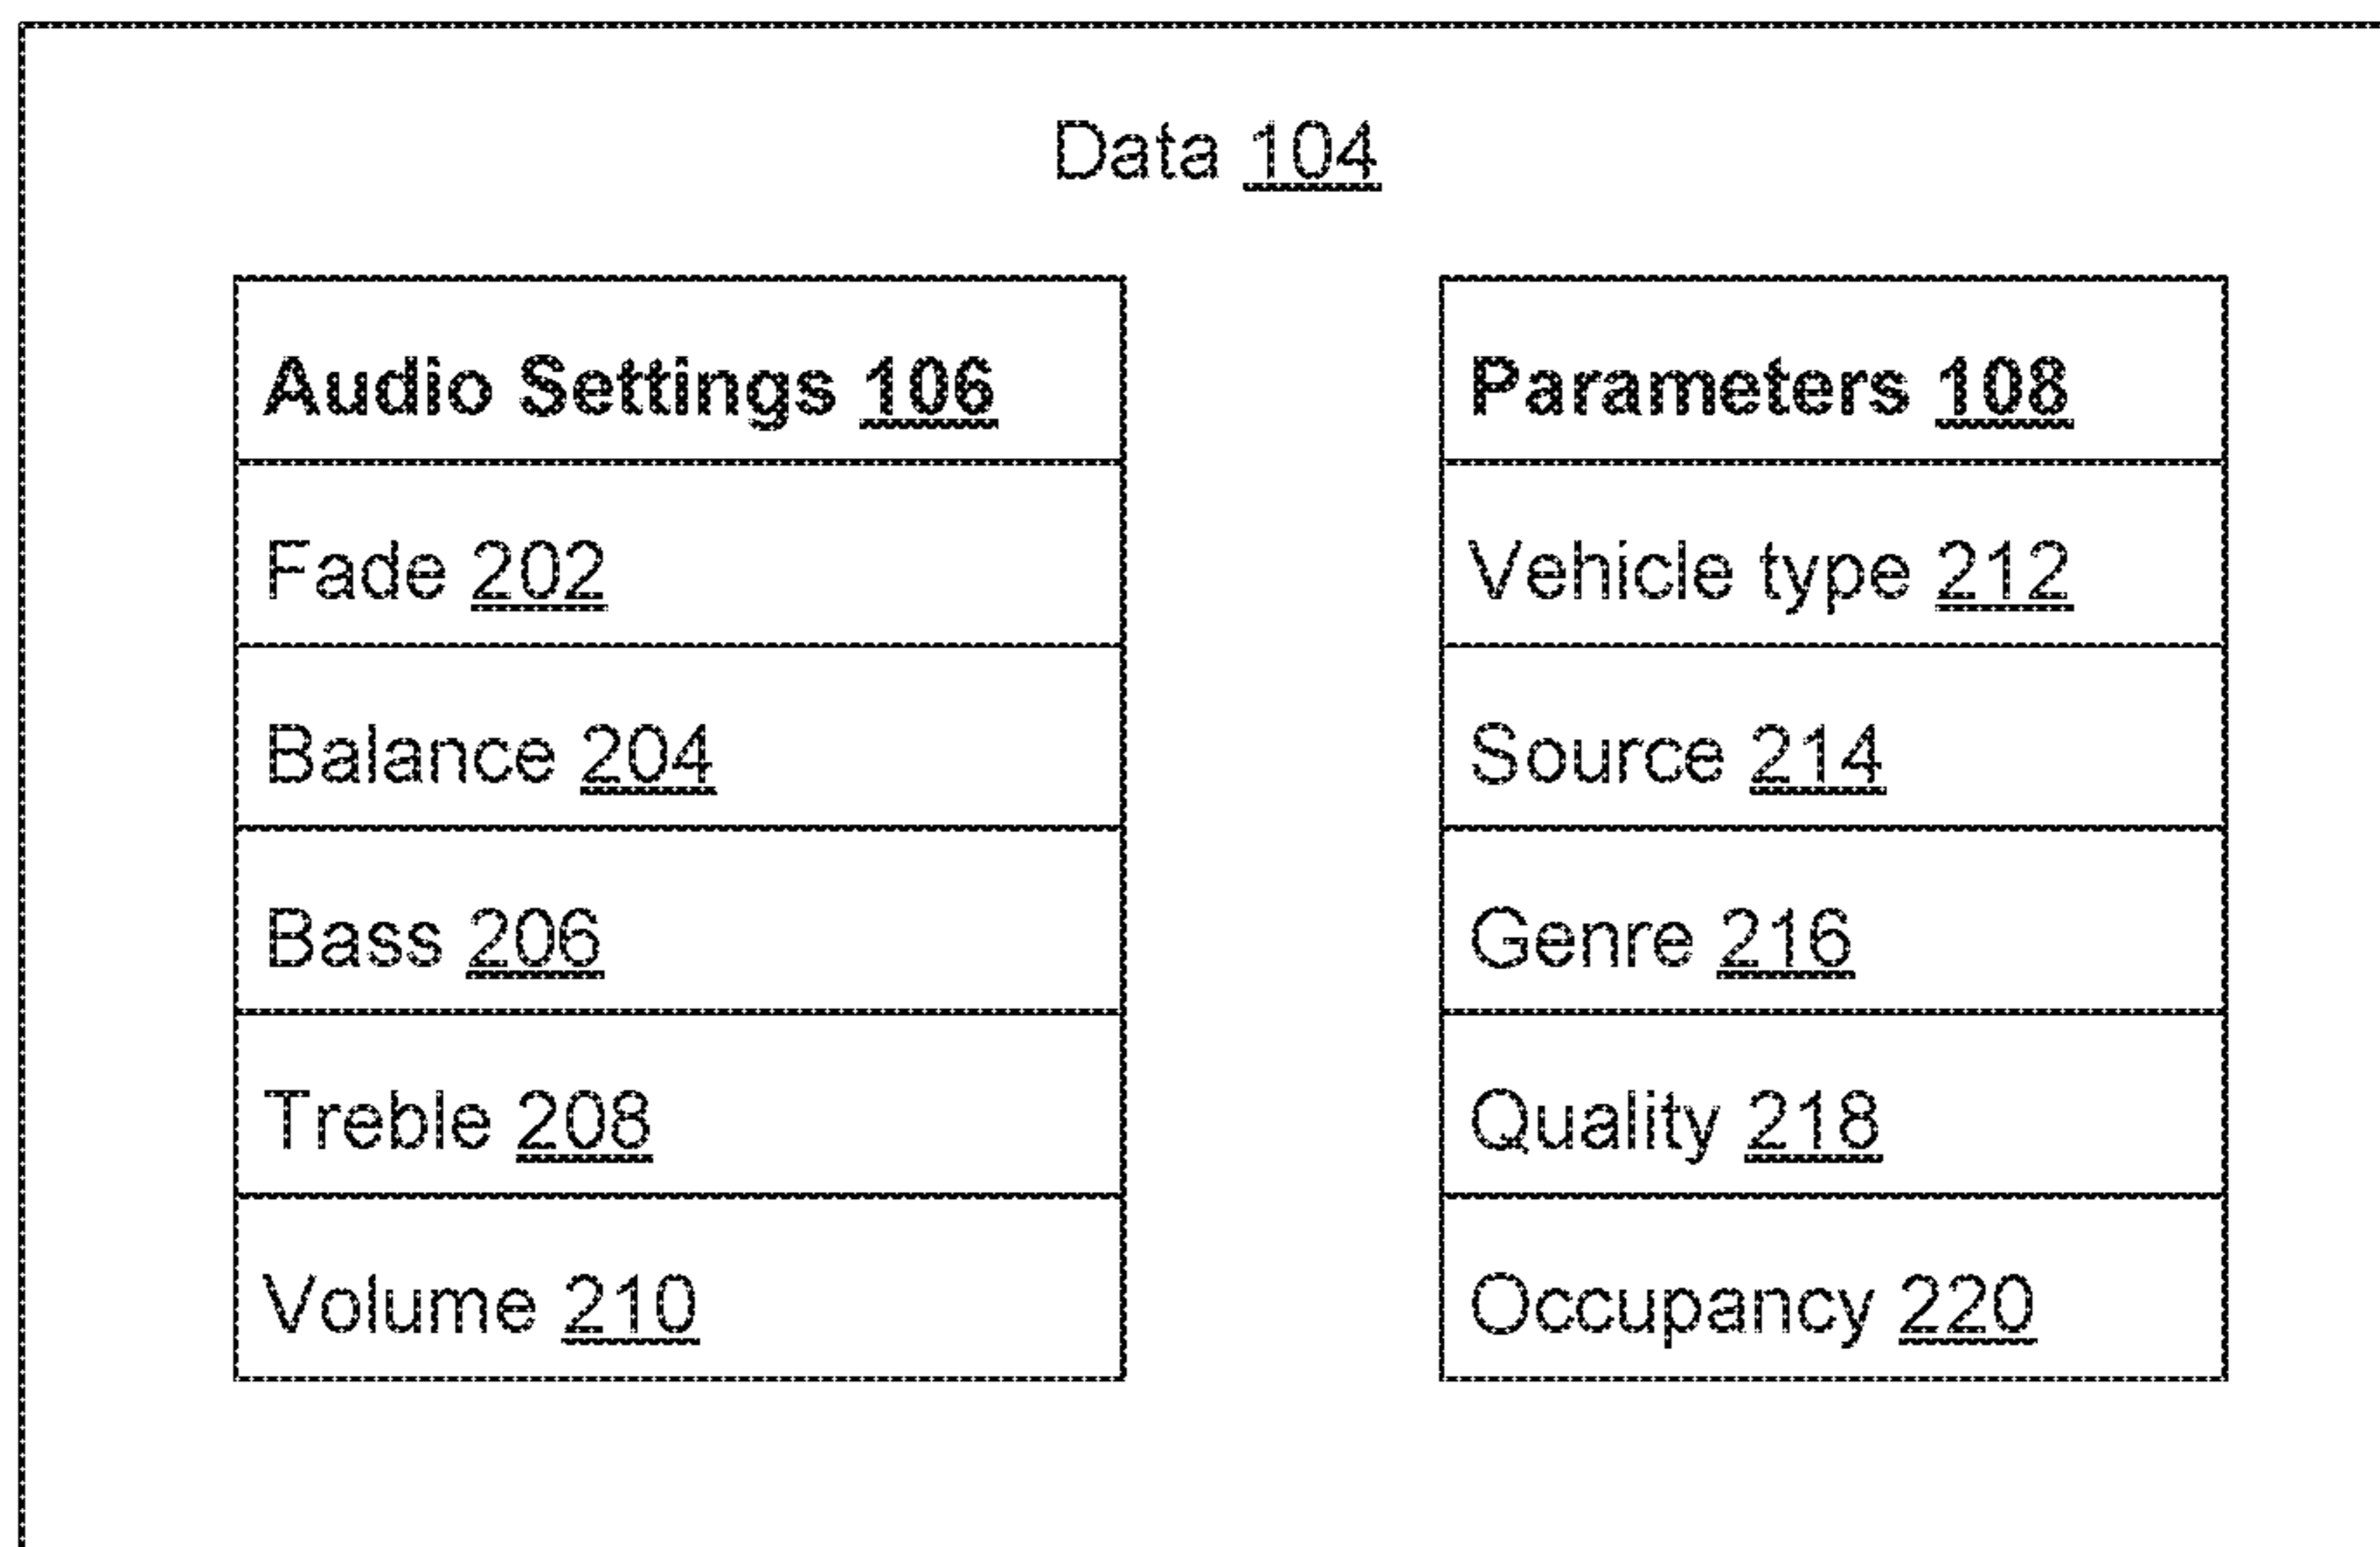 Data 104
Audio Settings 106
Fade 202
Balance 204
Bass 206
Treble 208
Volume 210
Parameters 108
Vehicle type 212
Source 214
Genre 216
Quality 218
Occupancy 220